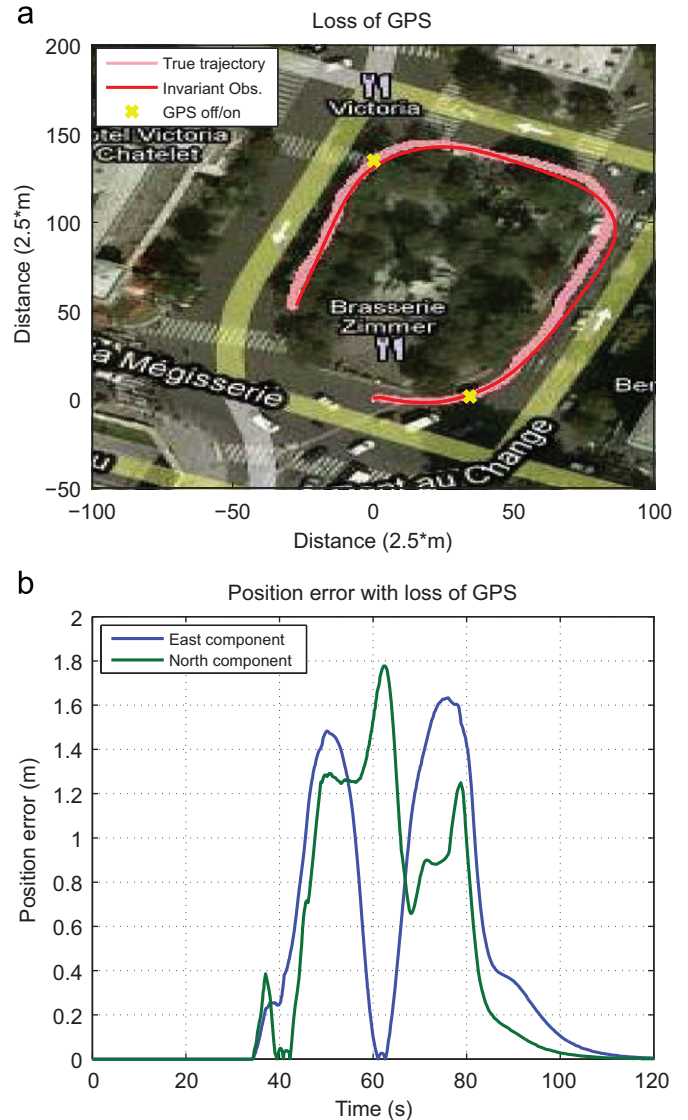 a
Loss of GPS
200
150
100
50
0
−50
Distance (2.5*m)
True trajectory
Invariant Obs.
GPS off/on
Victoria
tel Victoria
Chatelet
Brasserie
Zimmer
a Mégisserie
Ber
au Change
u
−100
−50
0
50
100
Distance (2.5*m)
b
Position error with loss of GPS
2
1.8
1.6
1.4
1.2
1
0.8
0.6
0.4
0.2
0
Position error (m)
East component
North component
0
20
40
60
80
100
120
Time (s)